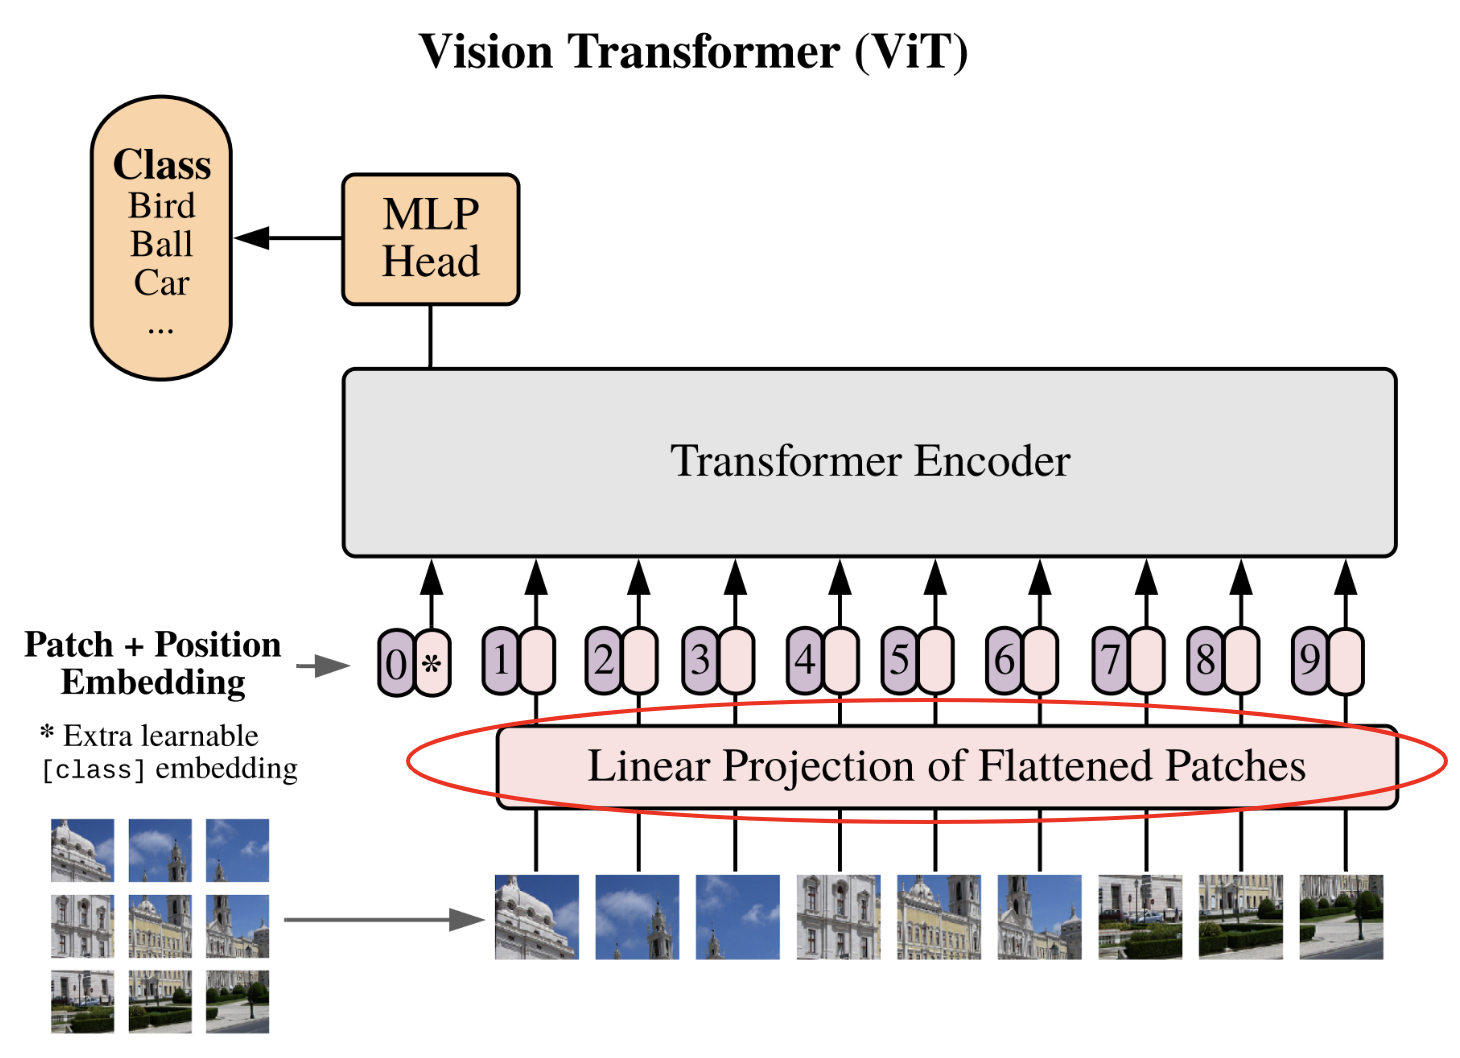 Vision Transformer (ViT)
Class
Bird
Ball
Car
...
MLP
Head
Transformer Encoder
Patch + Position
Embedding
0 * 1 2 3 4 5 6 7 8 9
* Extra learnable
[class] embedding
Linear Projection of Flattened Patches